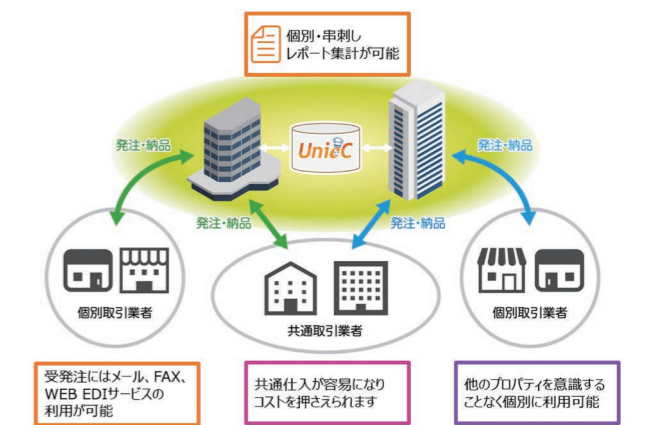 個別・串刺し
レポート集計が可能
発注・納品
UnieC
発注・納品
発注・納品
発注・納品
個別取引業者
共通取引業者
個別取引業者
受発注にはメール、FAX、
WEB EDIサービスの
利用が可能
共通仕入が容易になり
コストを押さえられます
他のプロパティを意識する
ことなく個別に利用可能